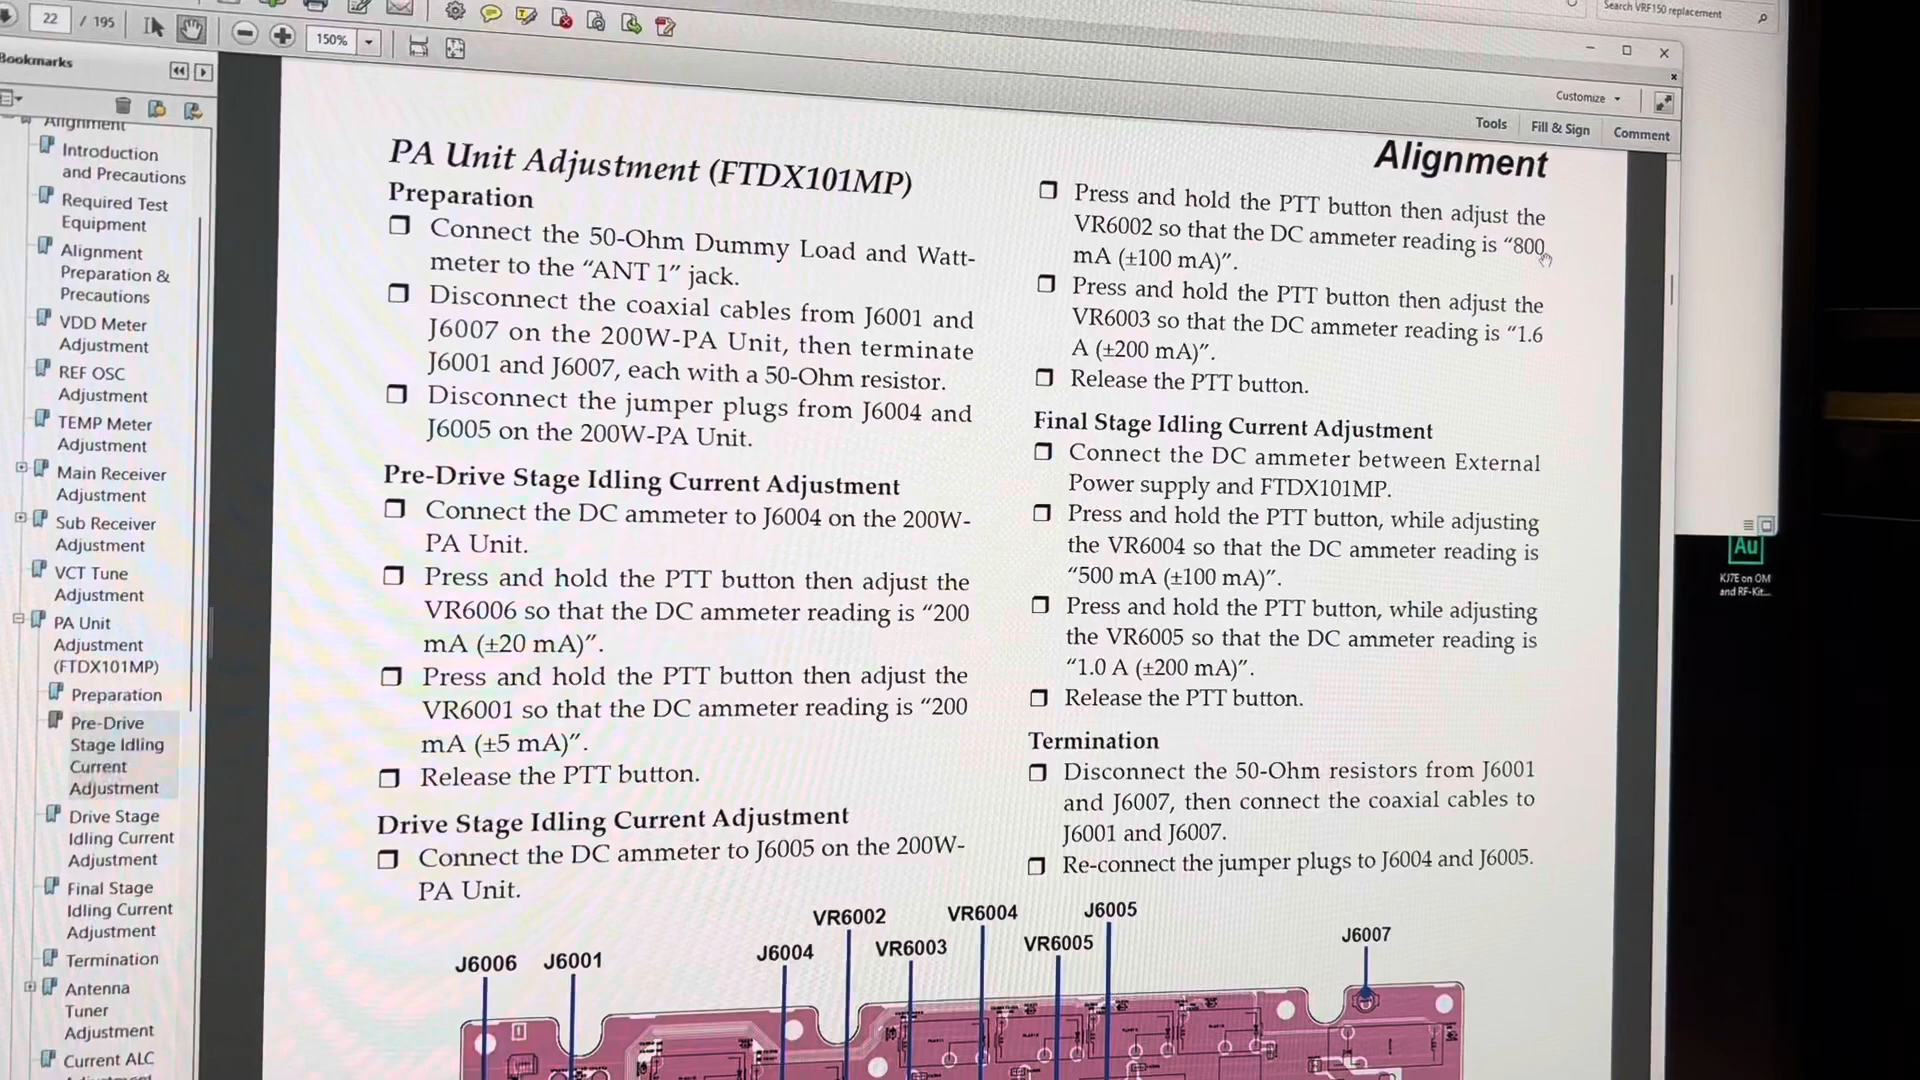 22 / 195
150%
Search VRF150 replacement
Customize
Tools
Fill & Sign
Comment
Bookmarks
Alignment
Introduction
and Precautions
Required Test
Equipment
Alignment
Preparation &
Precautions
VDD Meter
Adjustment
REF OSC
Adjustment
TEMP Meter
Adjustment
Main Receiver
Adjustment
Sub Receiver
Adjustment
VCT Tune
Adjustment
PA Unit
Adjustment
(FTDX101MP)
Preparation
Pre-Drive
Stage Idling
Current
Adjustment
Drive Stage
Idling Current
Adjustment
Final Stage
Idling Current
Adjustment
Termination
Antenna
Tuner
Adjustment
Current ALC
Alignment
PA Unit Adjustment (FTDX101MP)
Preparation
❒ Connect the 50-Ohm Dummy Load and Watt-
meter to the “ANT 1” jack.
❒ Disconnect the coaxial cables from J6001 and
J6007 on the 200W-PA Unit, then terminate
J6001 and J6007, each with a 50-Ohm resistor.
❒ Disconnect the jumper plugs from J6004 and
J6005 on the 200W-PA Unit.
Pre-Drive Stage Idling Current Adjustment
❒ Connect the DC ammeter to J6004 on the 200W-
PA Unit.
❒ Press and hold the PTT button then adjust the
VR6006 so that the DC ammeter reading is “200
mA (±20 mA)”.
❒ Press and hold the PTT button then adjust the
VR6001 so that the DC ammeter reading is “200
mA (±5 mA)”.
❒ Release the PTT button.
Drive Stage Idling Current Adjustment
❒ Connect the DC ammeter to J6005 on the 200W-
PA Unit.
❒ Press and hold the PTT button then adjust the
VR6002 so that the DC ammeter reading is “800
mA (±100 mA)”.
❒ Press and hold the PTT button then adjust the
VR6003 so that the DC ammeter reading is “1.6
A (±200 mA)”.
❒ Release the PTT button.
Final Stage Idling Current Adjustment
❒ Connect the DC ammeter between External
Power supply and FTDX101MP.
❒ Press and hold the PTT button, while adjusting
the VR6004 so that the DC ammeter reading is
“500 mA (±100 mA)”.
❒ Press and hold the PTT button, while adjusting
the VR6005 so that the DC ammeter reading is
“1.0 A (±200 mA)”.
❒ Release the PTT button.
Termination
❒ Disconnect the 50-Ohm resistors from J6001
and J6007, then connect the coaxial cables to
J6001 and J6007.
❒ Re-connect the jumper plugs to J6004 and J6005.
VR6002 VR6004 J6005
J6006 J6001 J6004 VR6003 VR6005 J6007
Au
KJ7E on OM
and RF-Kit...